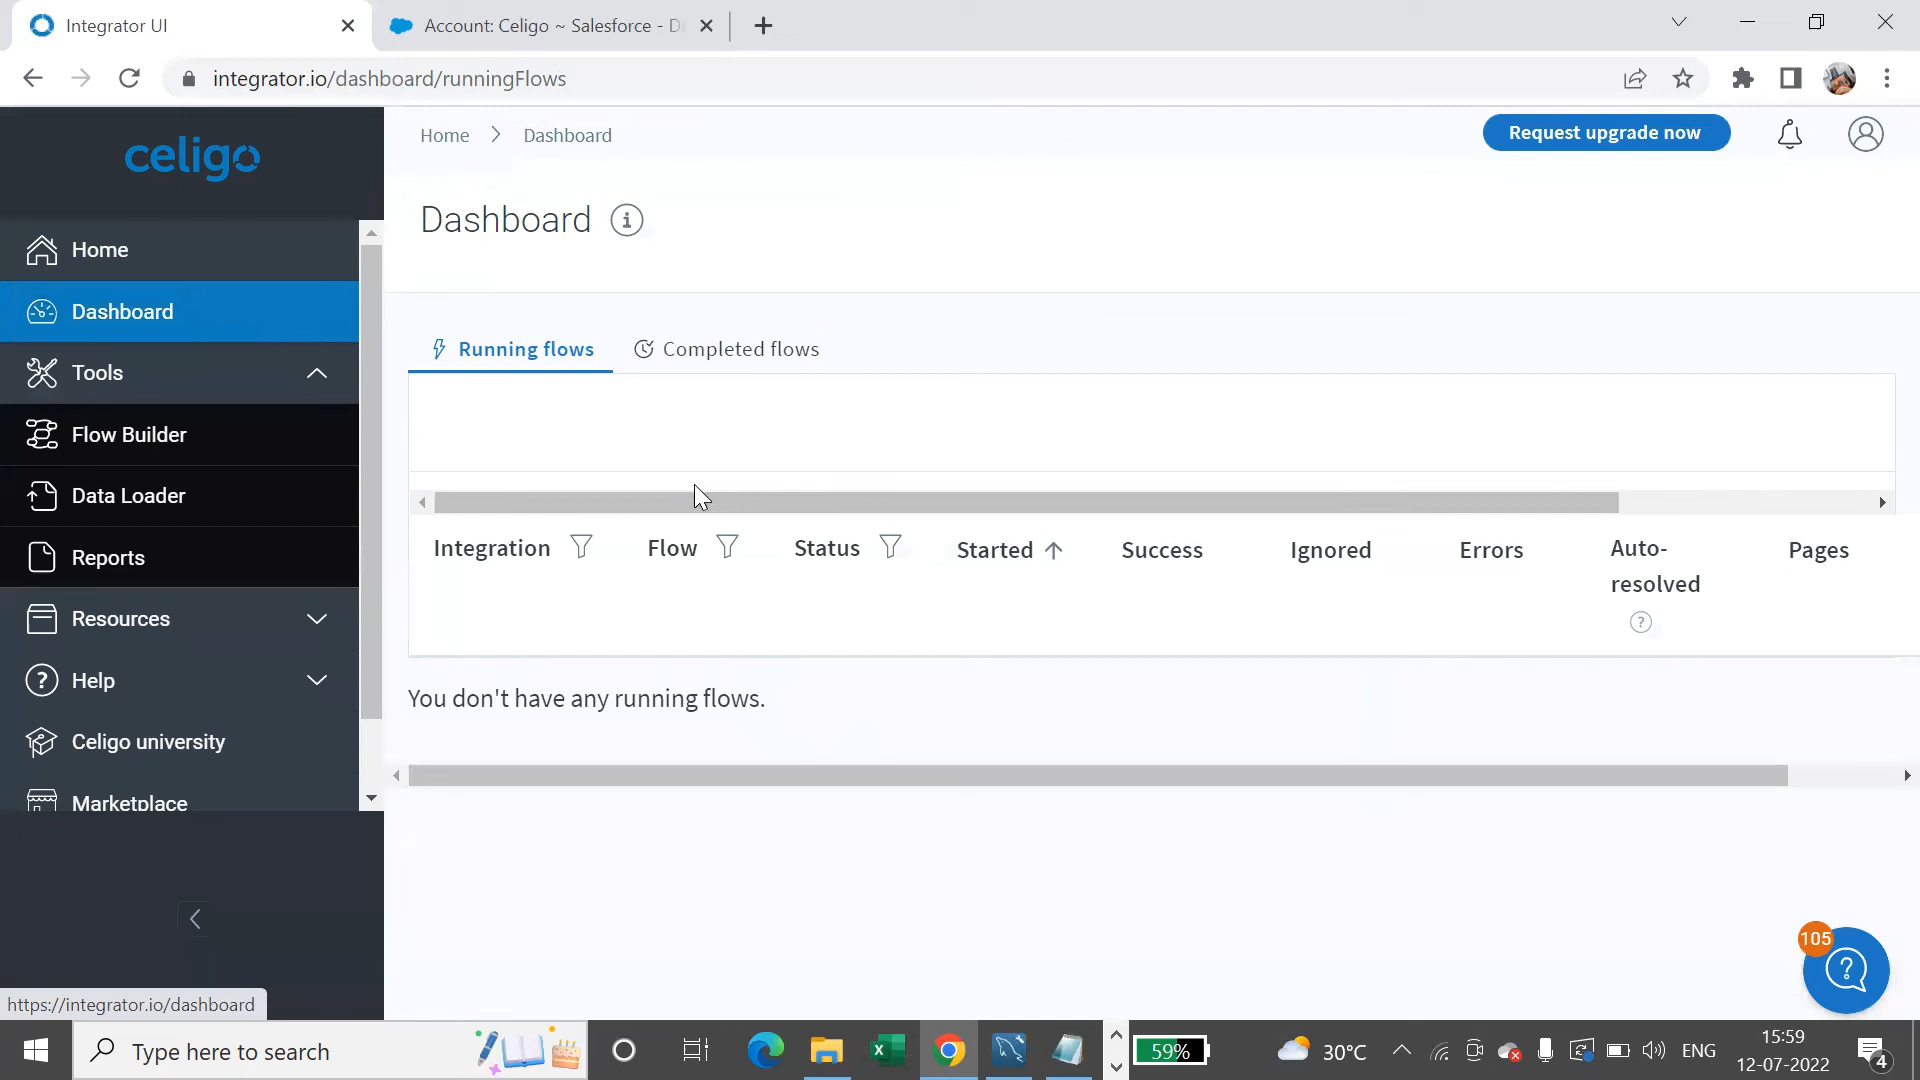 Integrator UI
Account: Celigo ~ Salesforce - D
integrator.io/dashboard/runningFlows
celigo
Home
Dashboard
Tools
Flow Builder
Data Loader
Reports
Resources
Help
Celigo university
Marketplace
Home > Dashboard
Request upgrade now
Dashboard
Running flows
Completed flows
Integration Flow Status Started Success Ignored Errors Auto-resolved Pages
You don't have any running flows.
105
https://integrator.io/dashboard
Type here to search
59%
30°C
ENG
15:59
12-07-2022
4